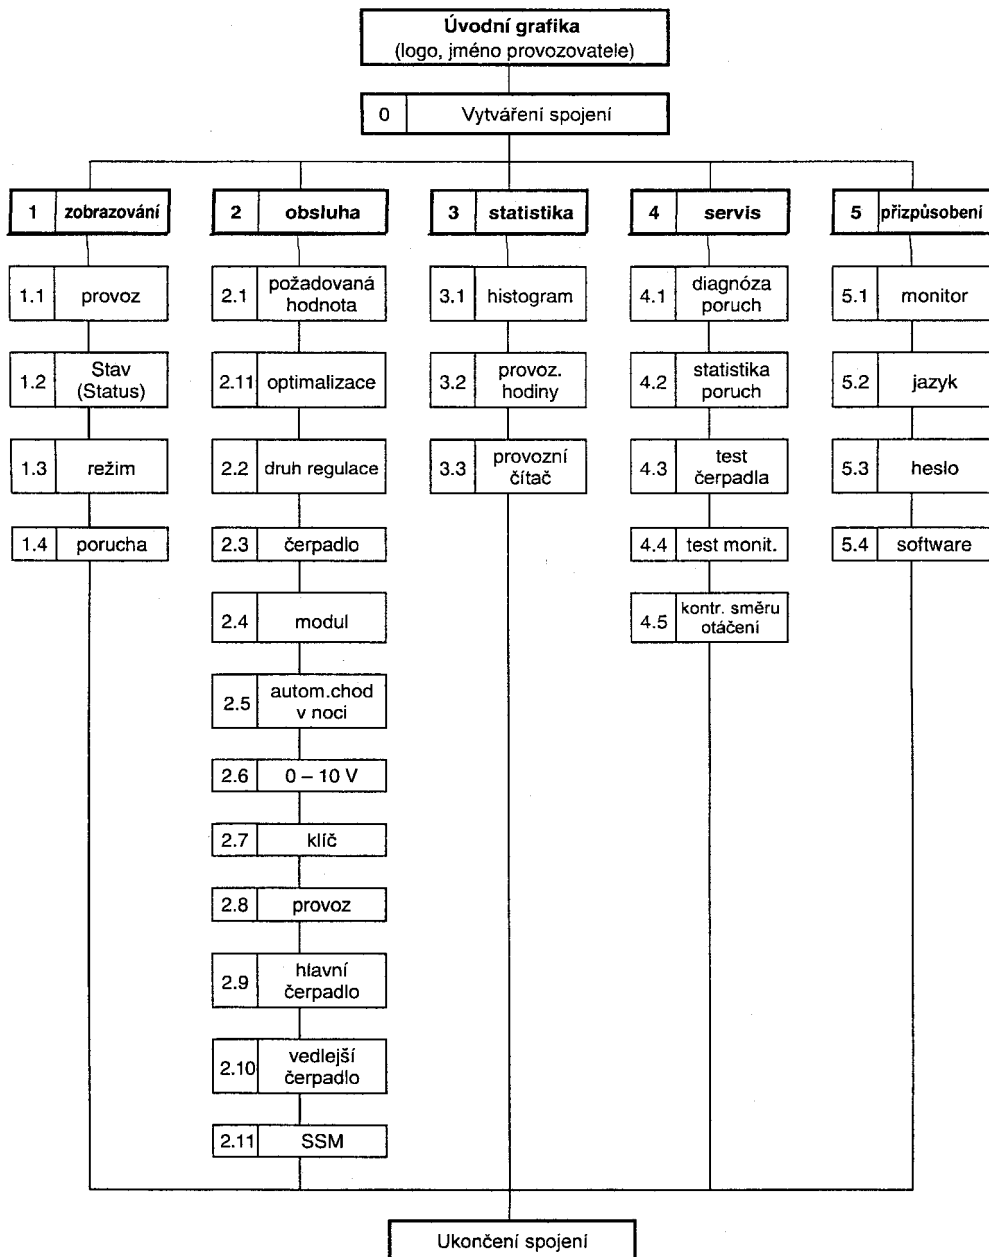 Úvodní grafika
(logo, jméno provozovatele)
0 Vytváření spojení
1 zobrazování
1.1 provoz
1.2 Stav
(Status)
1.3 režim
1.4 porucha
2 obsluha
2.1 požadovaná
hodnota
2.11 optimalizace
2.2 druh regulace
2.3 čerpadlo
2.4 modul
2.5 autom.chod
v noci
2.6 0 – 10 V
2.7 klíč
2.8 provoz
2.9 hlavní
čerpadlo
2.10 vedlejší
čerpadlo
2.11 SSM
3 statistika
3.1 histogram
3.2 provoz.
hodiny
3.3 provozní
čítač
4 servis
4.1 diagnóza
poruch
4.2 statistika
poruch
4.3 test
čerpadla
4.4 test monit.
4.5 kontr. směru
otáčení
5 přizpůsobení
5.1 monitor
5.2 jazyk
5.3 heslo
5.4 software
Ukončení spojení